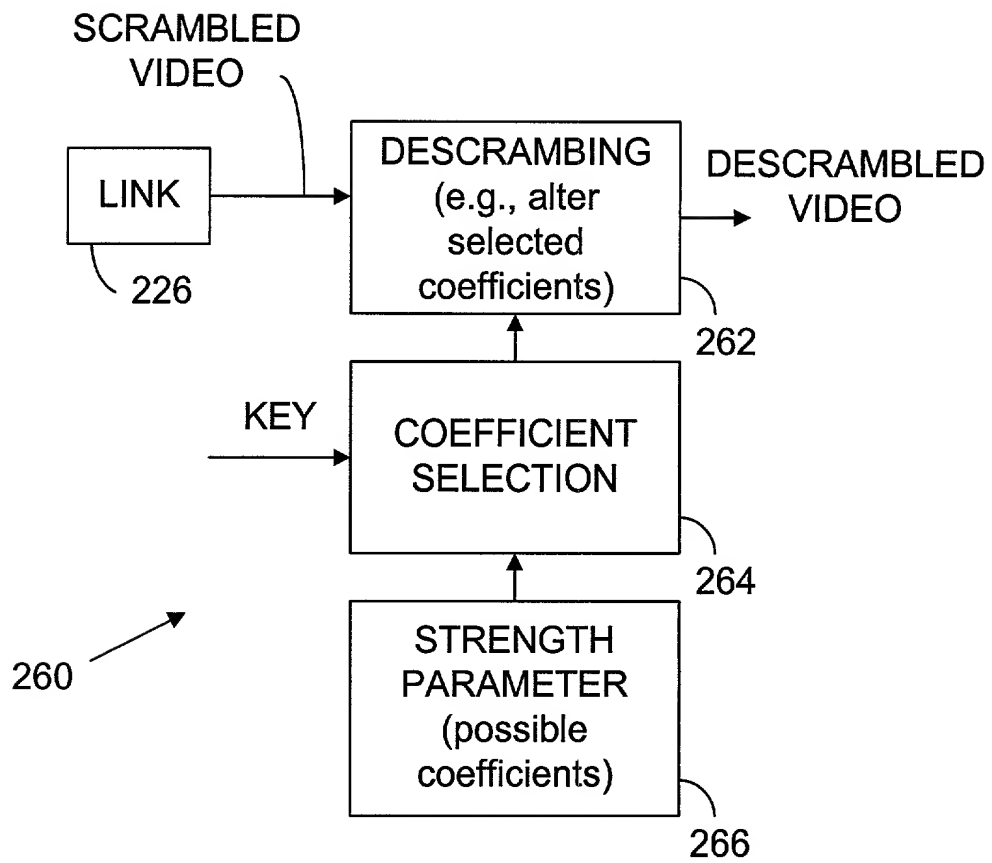 SCRAMBLED
VIDEO
LINK
226
DESCRAMBING
(e.g., alter
selected
coefficients)
262
DESCRAMBLED
VIDEO
KEY
COEFFICIENT
SELECTION
264
STRENGTH
PARAMETER
(possible
coefficients)
266
260